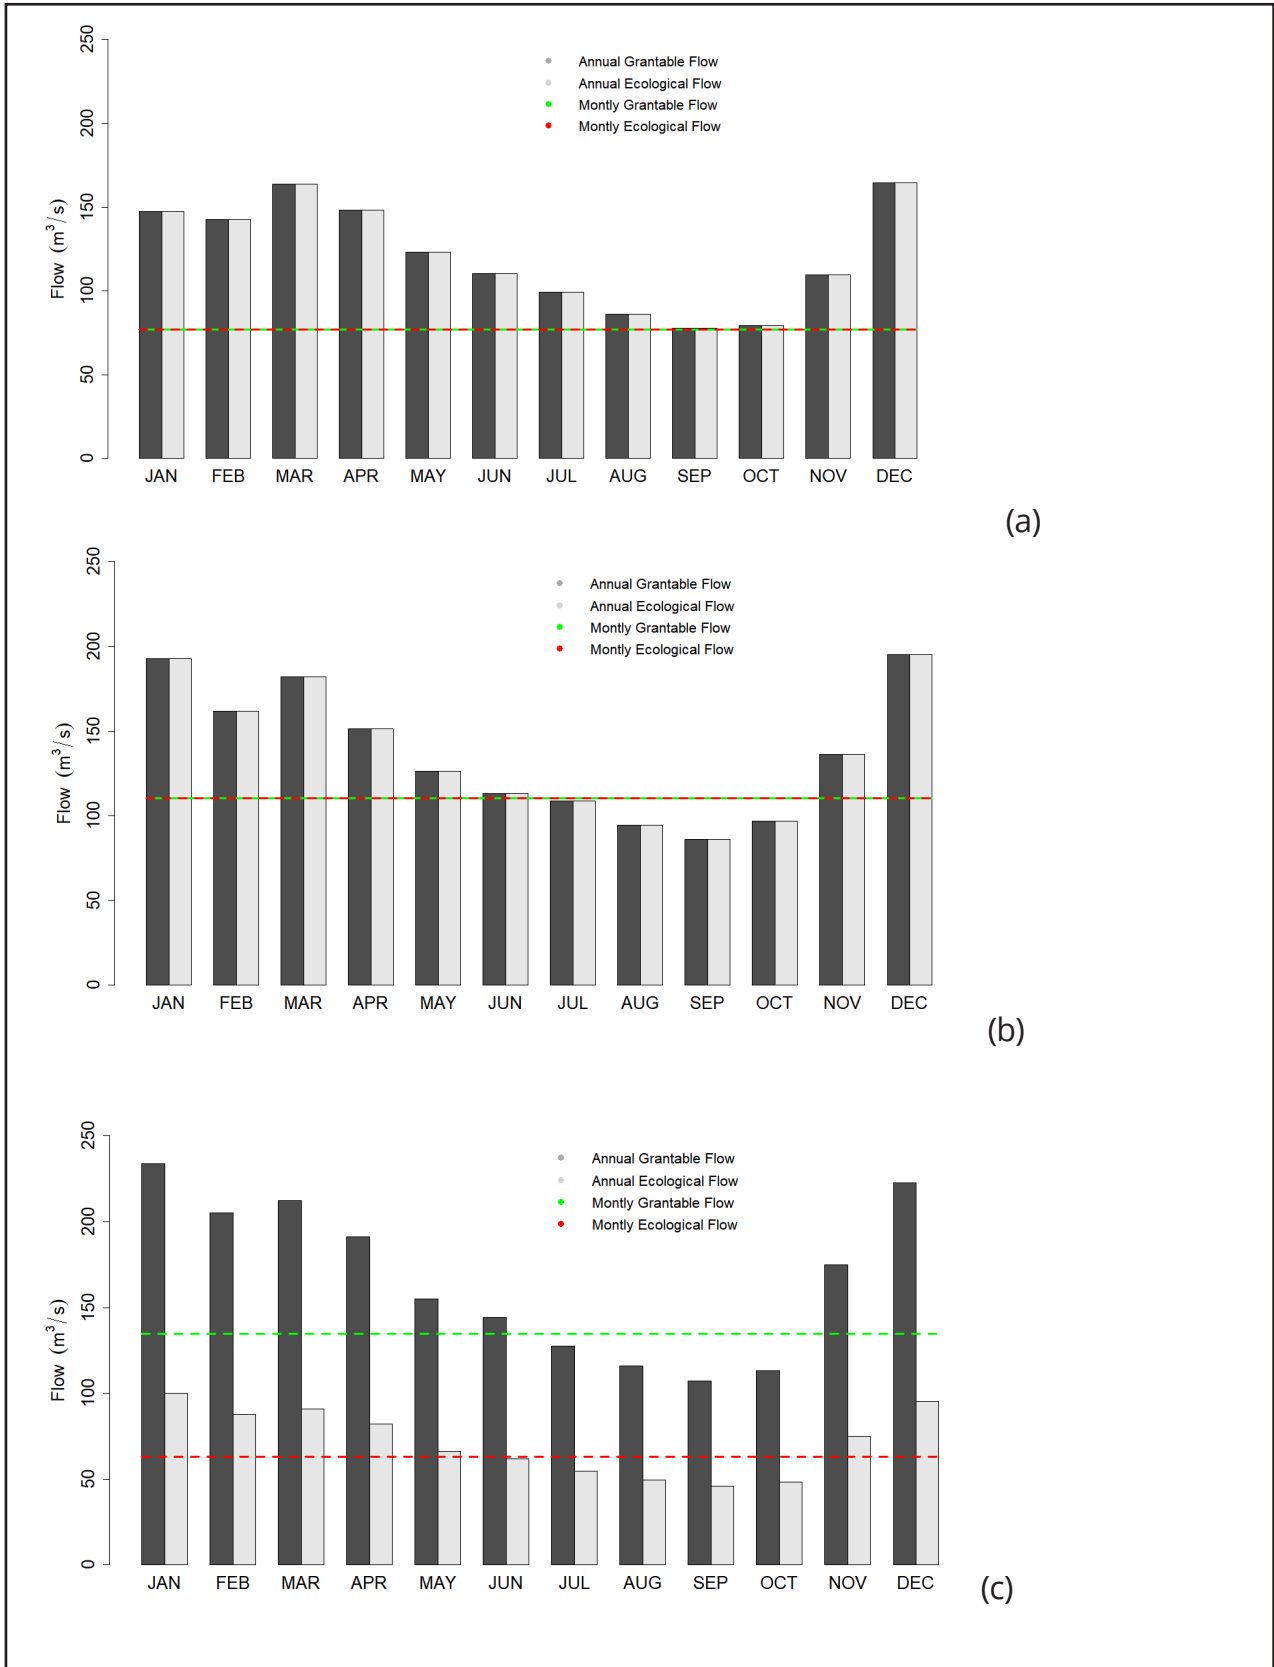 250
200
150
100
50
0
Flow (m³/s)
Annual Grantable Flow
Annual Ecological Flow
Montly Grantable Flow
Montly Ecological Flow
JAN FEB MAR APR MAY JUN JUL AUG SEP OCT NOV DEC
(a)
250
200
150
100
50
0
Flow (m³/s)
Annual Grantable Flow
Annual Ecological Flow
Montly Grantable Flow
Montly Ecological Flow
JAN FEB MAR APR MAY JUN JUL AUG SEP OCT NOV DEC
(b)
250
200
150
100
50
0
Flow (m³/s)
Annual Grantable Flow
Annual Ecological Flow
Montly Grantable Flow
Montly Ecological Flow
JAN FEB MAR APR MAY JUN JUL AUG SEP OCT NOV DEC
(c)